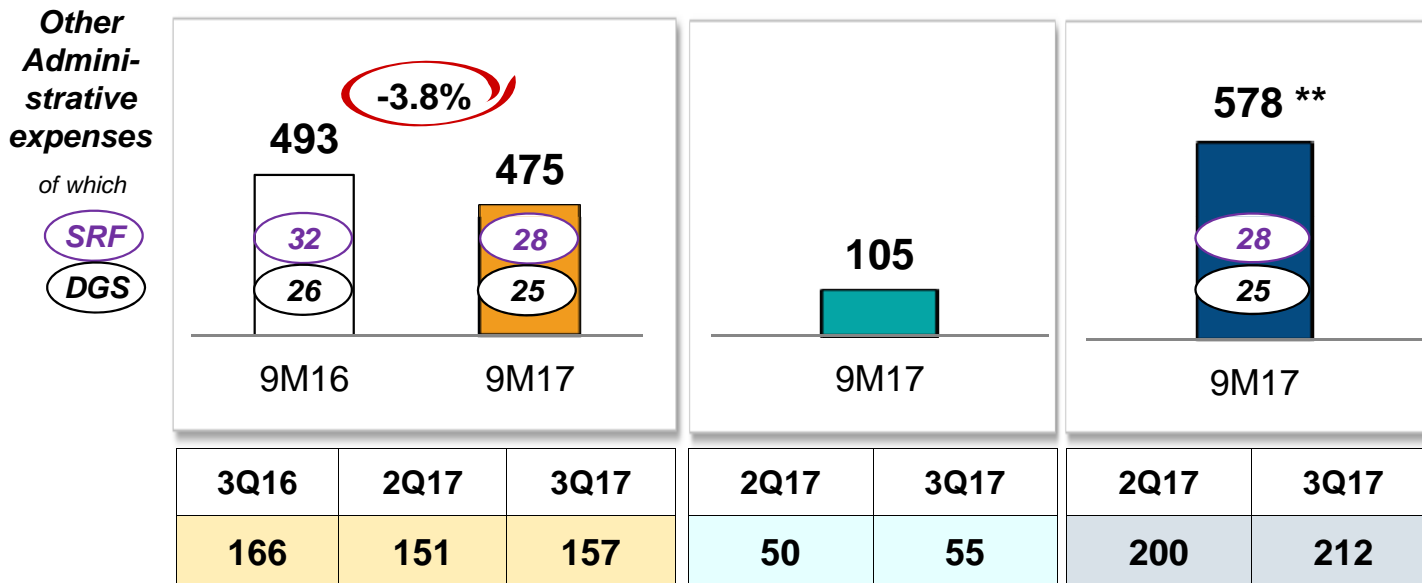 Other
Admini-
strative
expenses
of which
SRF
DGS
-3.8%
493
475
32
28
26
25
9M16
9M17
105
9M17
578 **
28
25
9M17
3Q16 2Q17 3Q17
166 151 157
2Q17 3Q17
50 55
2Q17 3Q17
200 212